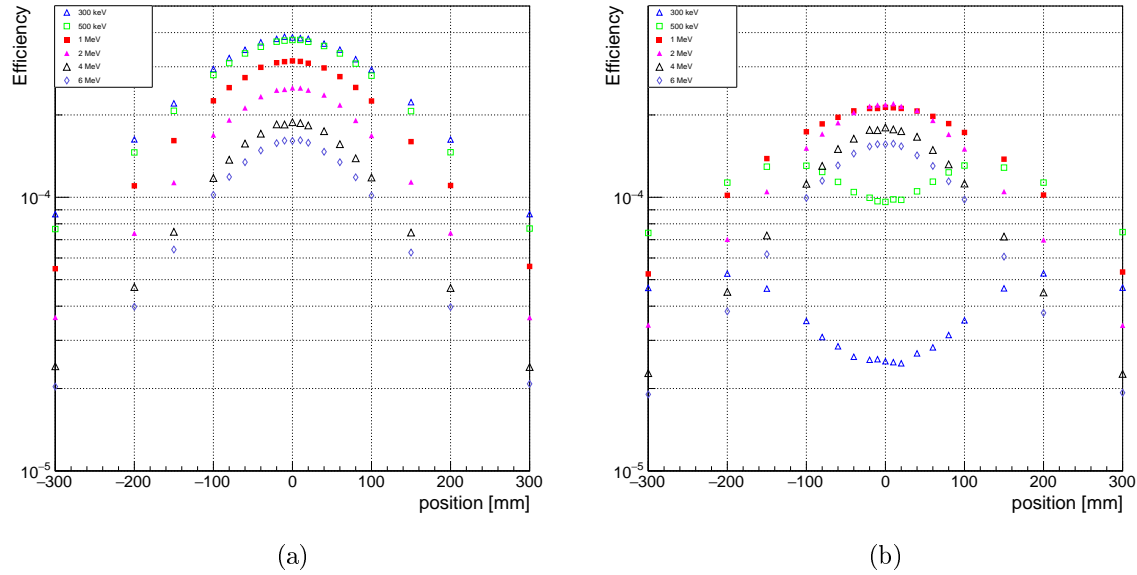 Efficiency
300 keV
500 keV
1 MeV
2 MeV
4 MeV
6 MeV
10⁻⁴
10⁻⁵
−300 −200 −100 0 100 200 300
position [mm]
(a)
Efficiency
300 keV
500 keV
1 MeV
2 MeV
4 MeV
6 MeV
10⁻⁴
10⁻⁵
−300 −200 −100 0 100 200 300
position [mm]
(b)